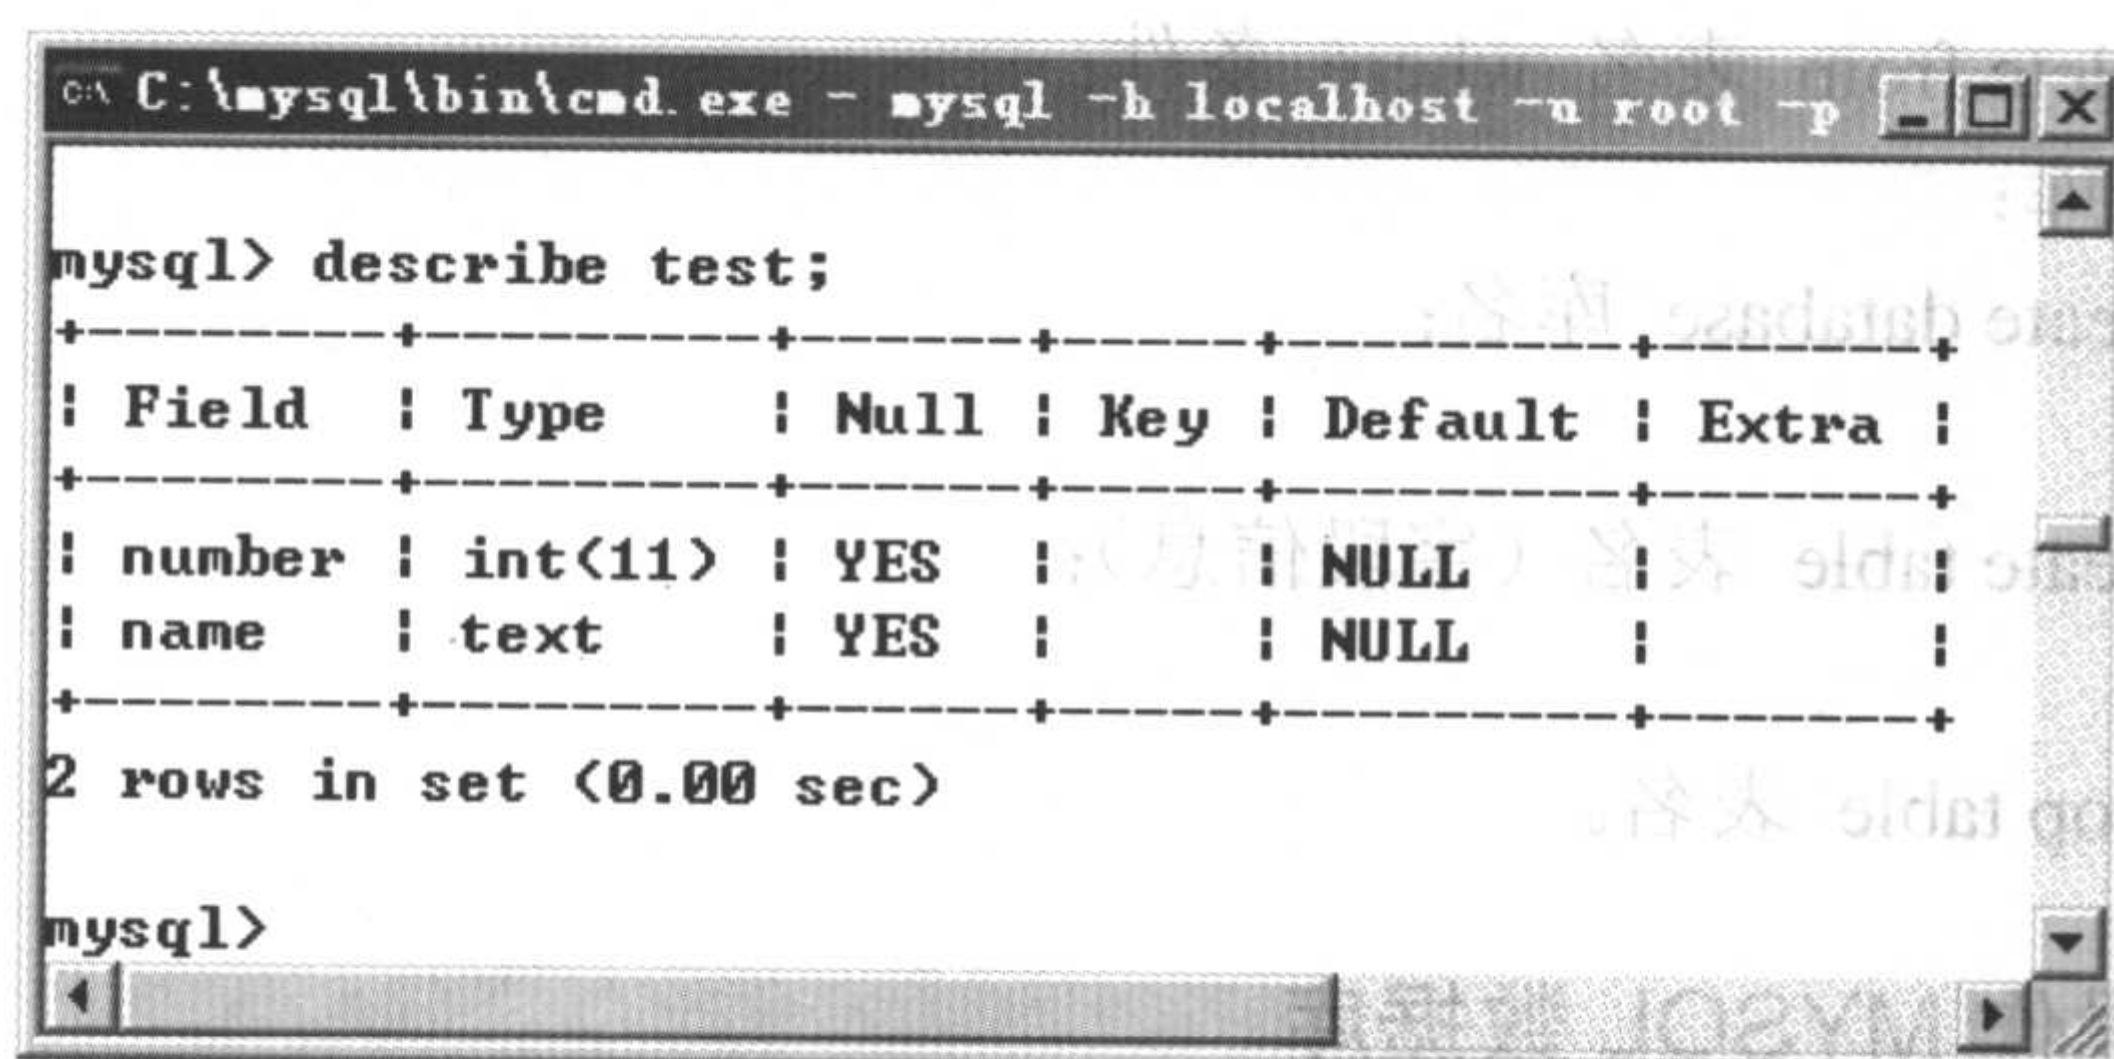 C:\mysql\bin\cmd.exe - mysql -h localhost -u root -p
mysql> describe test;
+---------+---------+------+-----+---------+-------+
| Field | Type | Null | Key | Default | Extra |
+---------+---------+------+-----+---------+-------+
| number | int(11) | YES | | NULL | |
| name | text | YES | | NULL | |
+---------+---------+------+-----+---------+-------+
2 rows in set (0.00 sec)
mysql>